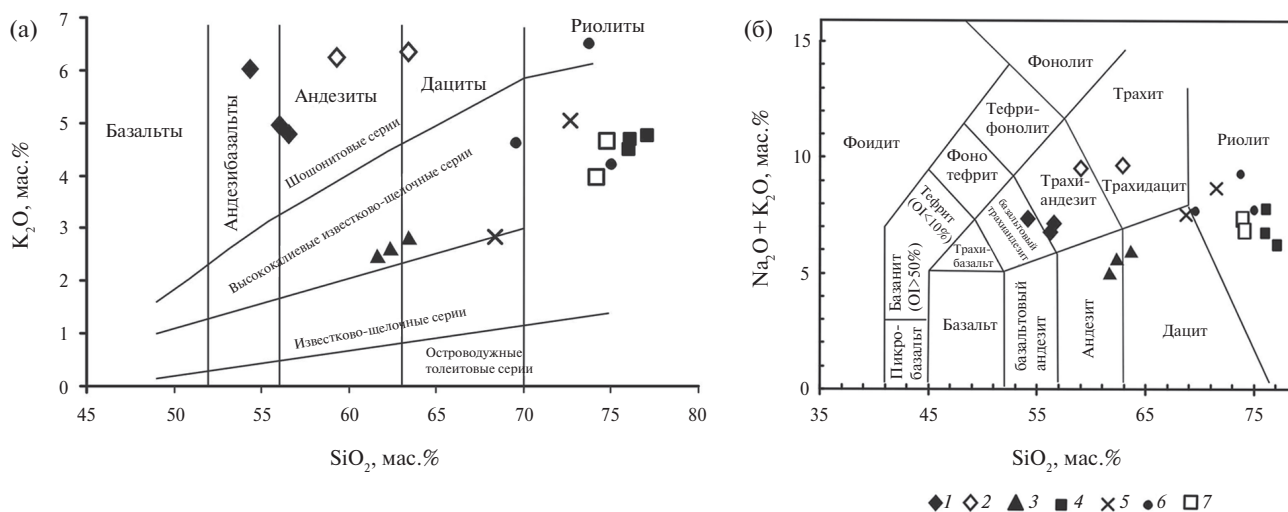 (а)
K₂O, мас.%
7
6
5
4
3
2
1
0
45
50
55
60
65
70
75
80
SiO₂, мас.%
Базальты
Андезибазальты
Андезиты
Дациты
Риолиты
Шошонитовые серии
Высококалиевые известково-щелочные серии
Известково-щелочные серии
Островодужные
толеитовые серии
(б)
Na₂O + K₂O, мас.%
15
10
5
0
35
45
55
65
75
SiO₂, мас.%
Фоидит
Фонолит
Тефри-
фонолит
Фоно
тефрит
Тефрит
(OI<10%)
Базанит
(OI>50%)
Пикро-
базальт
Трахи-
базальт
базальтовый
трахиандезит
Трахи-
андезит
Трахит
Трахидацит
Риолит
Базальт
базальтовый
андезит
Андезит
Дацит
1 2 3 4 5 6 7